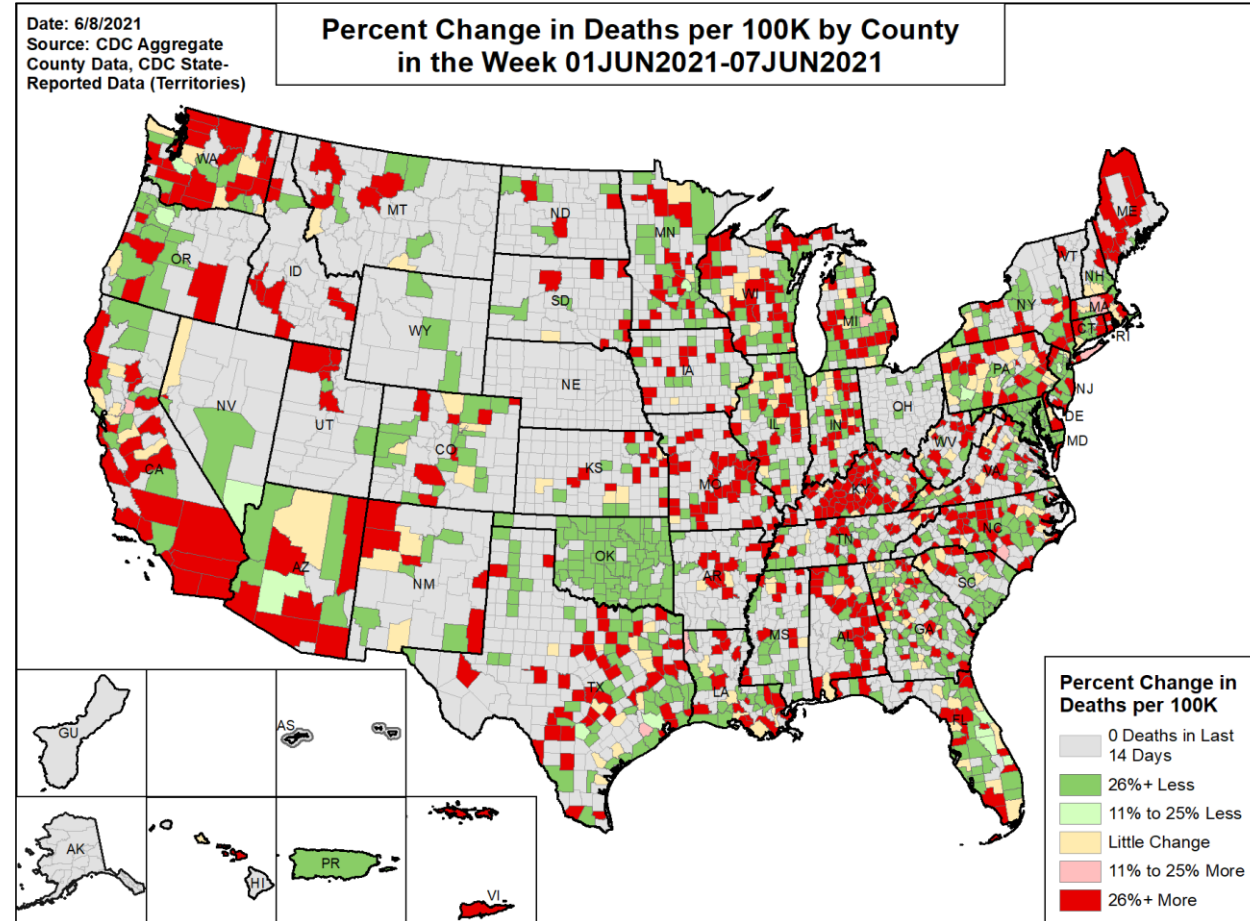 Date: 6/8/2021
Source: CDC Aggregate
County Data, CDC State-
Reported Data (Territories)
Percent Change in Deaths per 100K by County
in the Week 01JUN2021-07JUN2021
WA
MT
ND
MN
ME
OR
ID
SD
WI
MI
VT
NH
NY
MA
CT
RI
WY
IA
NE
PA
NJ
NV
UT
CO
IL
IN
OH
DE
MD
WV
VA
CA
KS
MO
KY
AZ
NM
OK
AR
TN
NC
SC
MS
AL
GA
TX
LA
FL
GU
AS
AK
HI
PR
VI
Percent Change in
Deaths per 100K
0 Deaths in Last
14 Days
26%+ Less
11% to 25% Less
Little Change
11% to 25% More
26%+ More